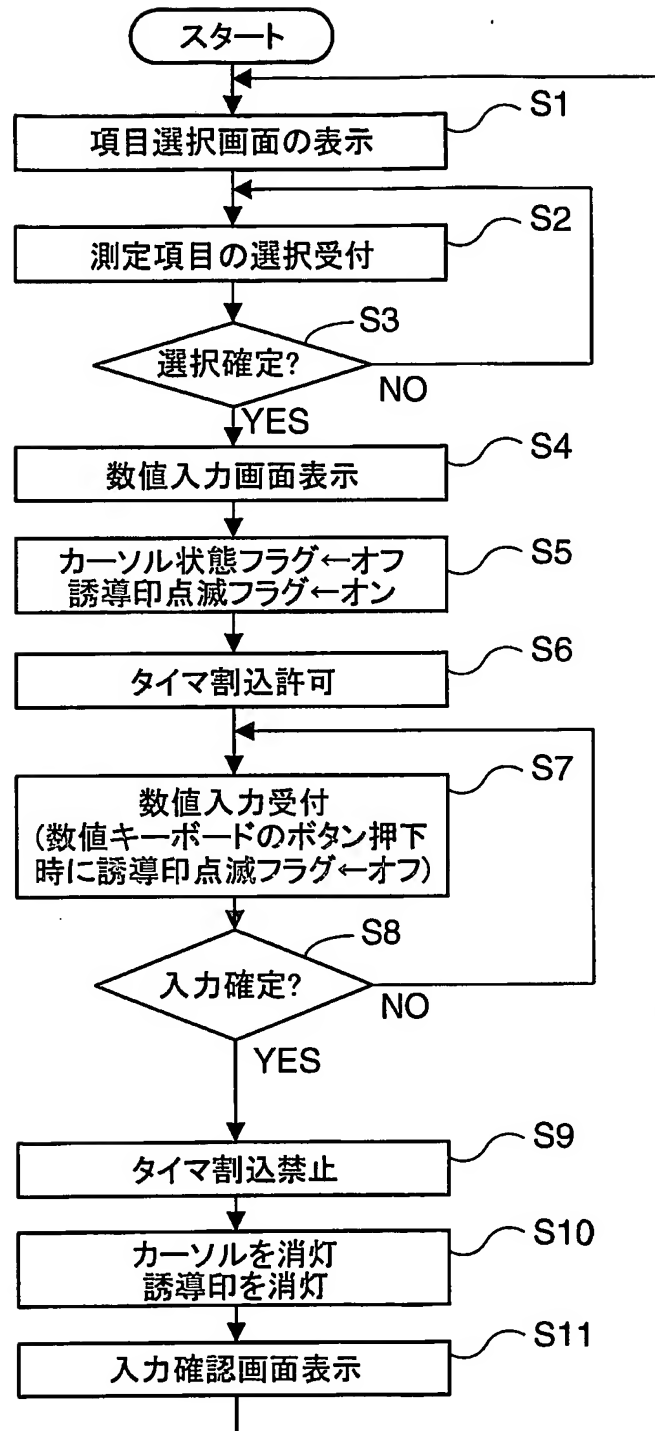 スタート
S1
項目選択画面の表示
S2
測定項目の選択受付
S3
選択確定?
NO
YES
S4
数値入力画面表示
S5
カーソル状態フラグ←オフ
誘導印点滅フラグ←オン
S6
タイマ割込許可
S7
数値入力受付
(数値キーボードのボタン押下
時に誘導印点滅フラグ←オフ)
S8
入力確定?
NO
YES
S9
タイマ割込禁止
S10
カーソルを消灯
誘導印を消灯
S11
入力確認画面表示